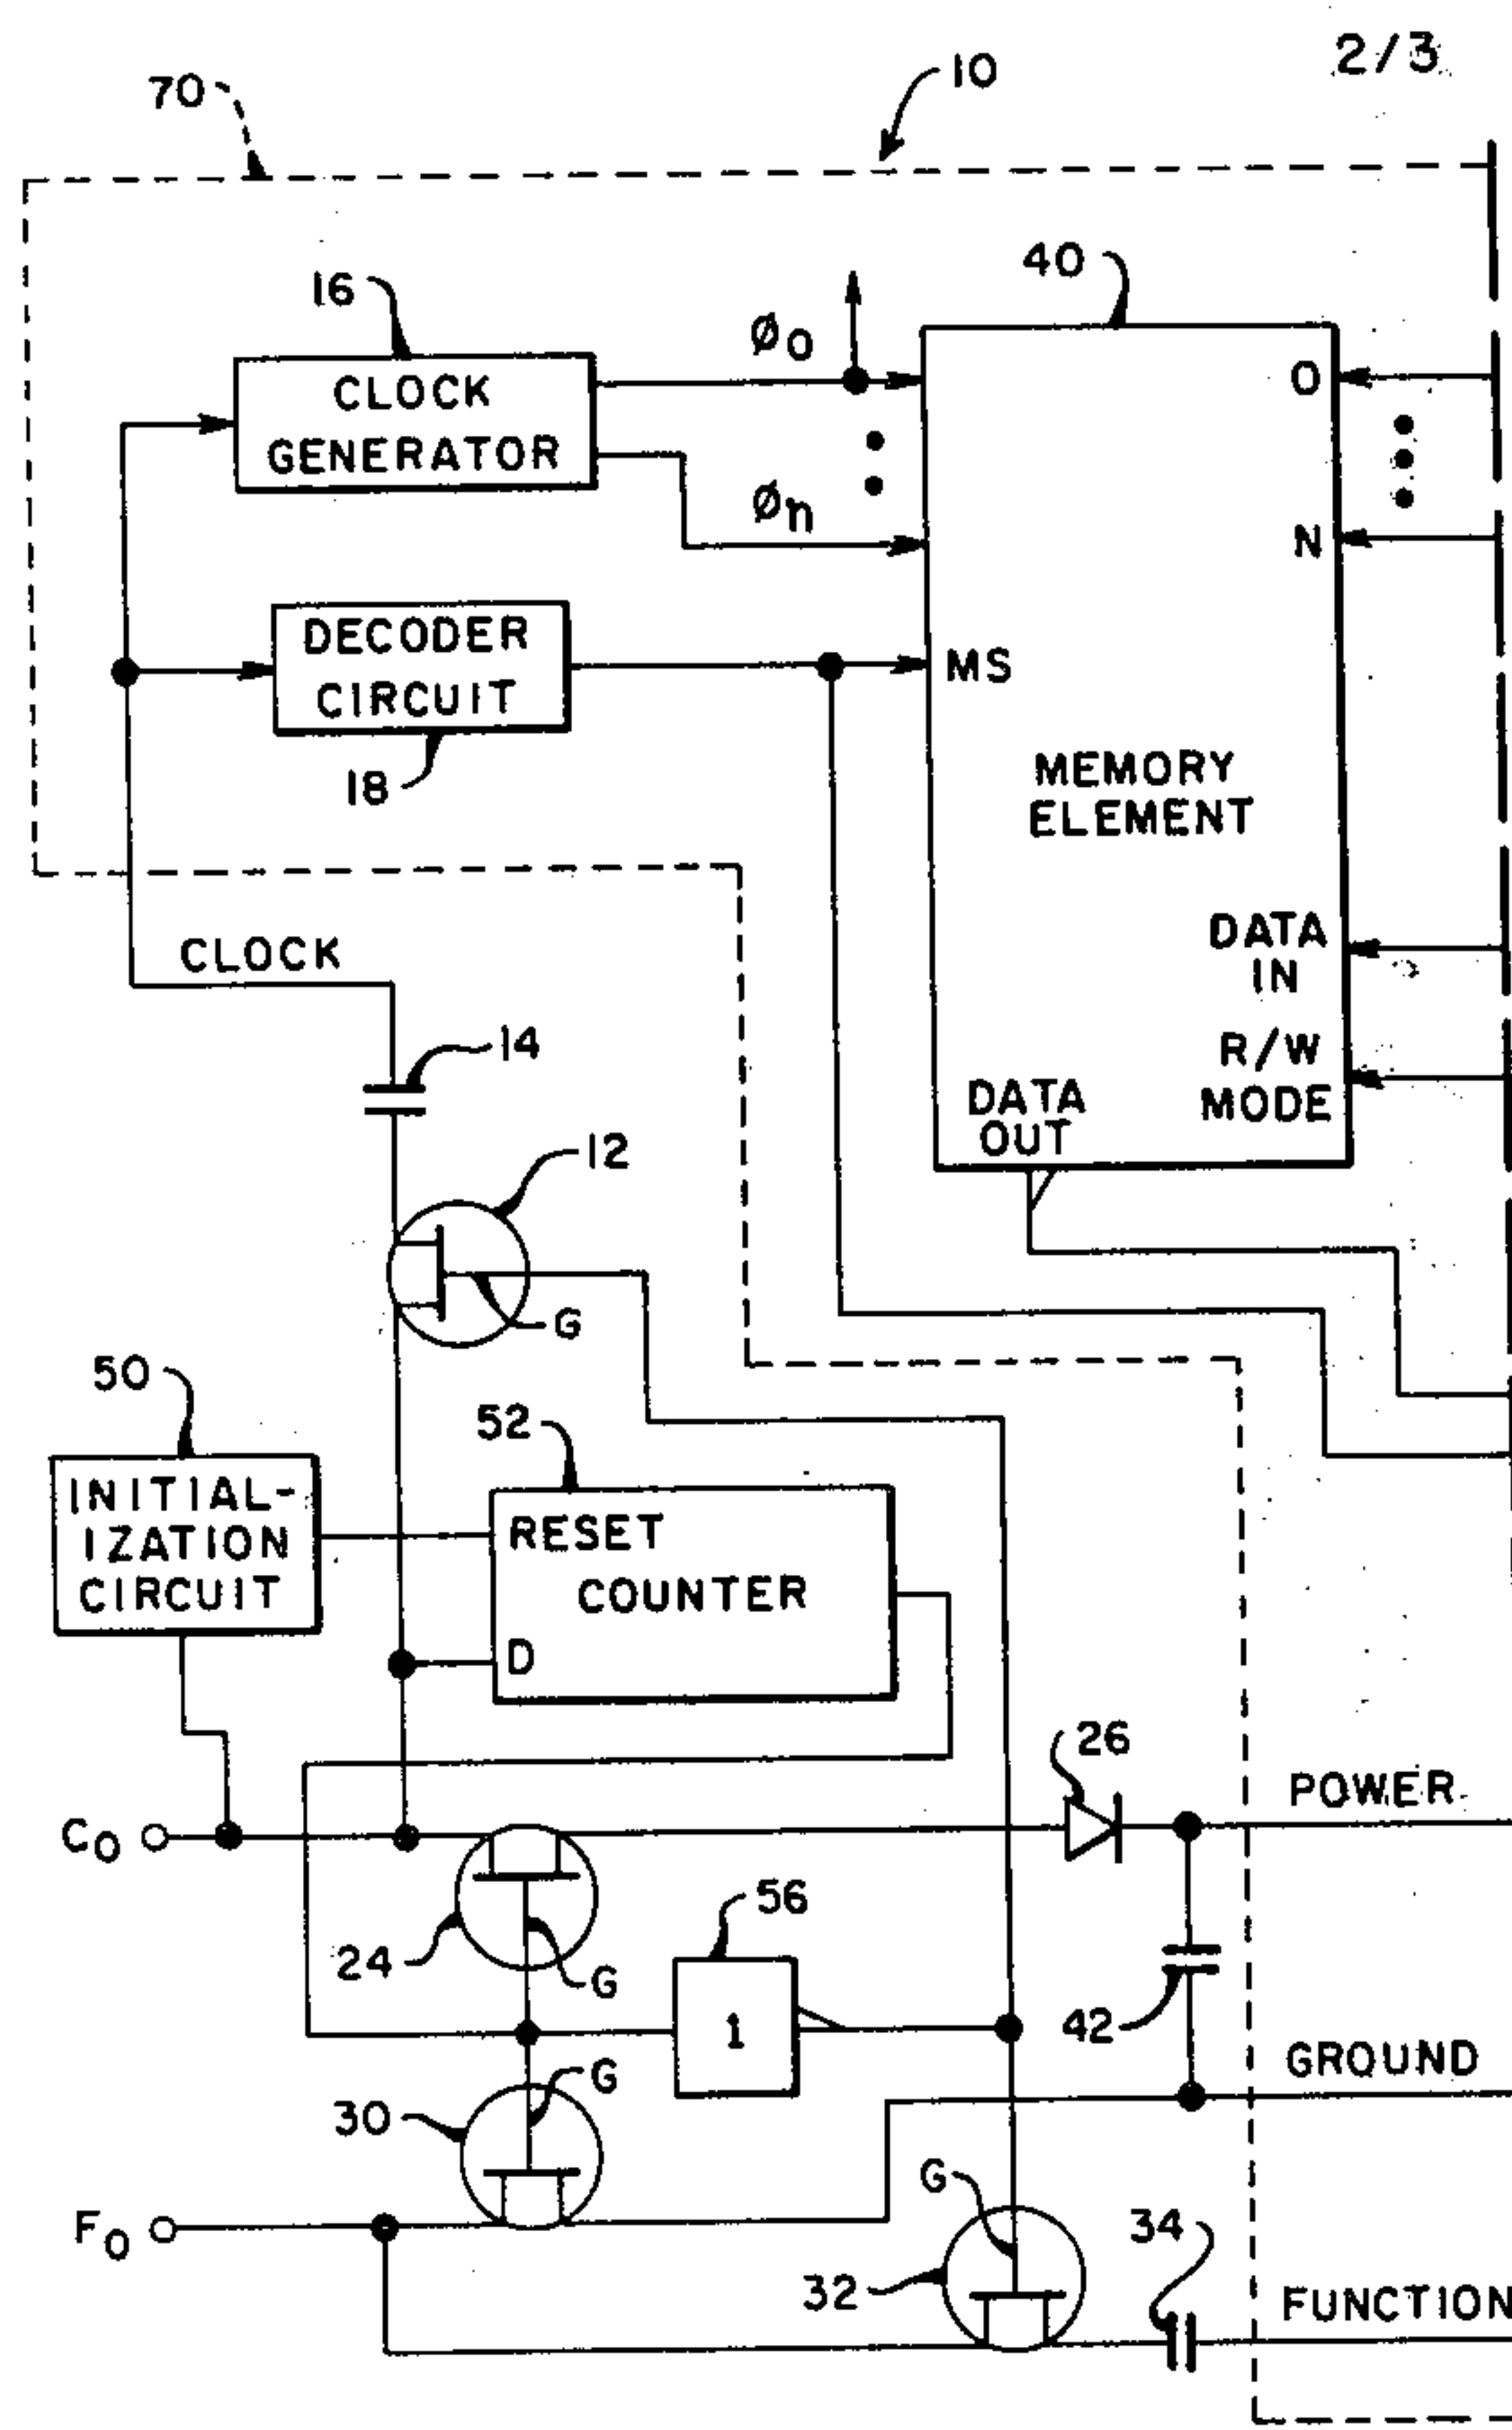 2/3
70
10
16
40
CLOCK
GENERATOR
Ø0
Øn
O
N
DECODER
CIRCUIT
18
MS
MEMORY
ELEMENT
CLOCK
DATA
IN
R/W
MODE
DATA
OUT
14
12
G
50
52
INITIAL-
IZATION
CIRCUIT
RESET
COUNTER
D
26
POWER
C0
24
G
56
1
42
GROUND
30
G
F0
G
32
34
FUNCTION